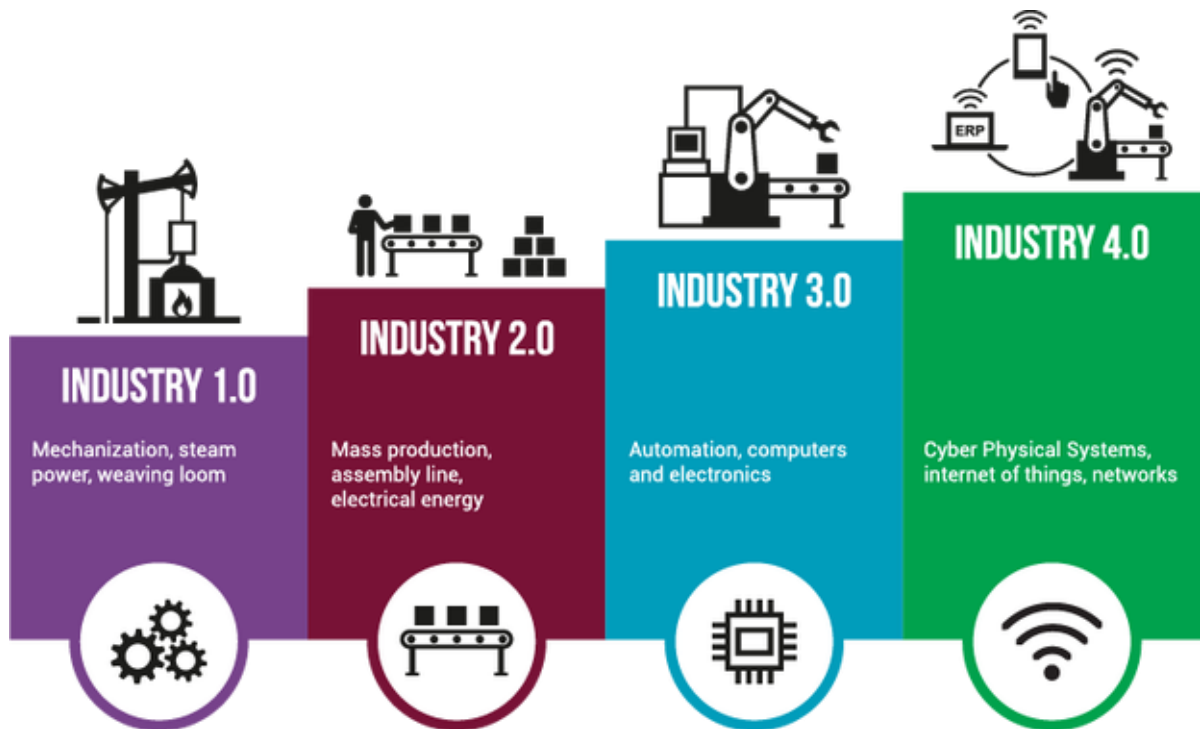 ERP
INDUSTRY 1.0
Mechanization, steam
power, weaving loom
INDUSTRY 2.0
Mass production,
assembly line,
electrical energy
INDUSTRY 3.0
Automation, computers
and electronics
INDUSTRY 4.0
Cyber Physical Systems,
internet of things, networks